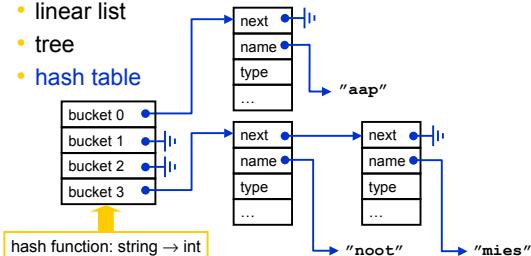 • linear list
• tree
• hash table
next
name
type
…
"aap"
bucket 0
bucket 1
bucket 2
bucket 3
next
name
type
…
next
name
type
…
hash function: string → int
"noot"
"mies"